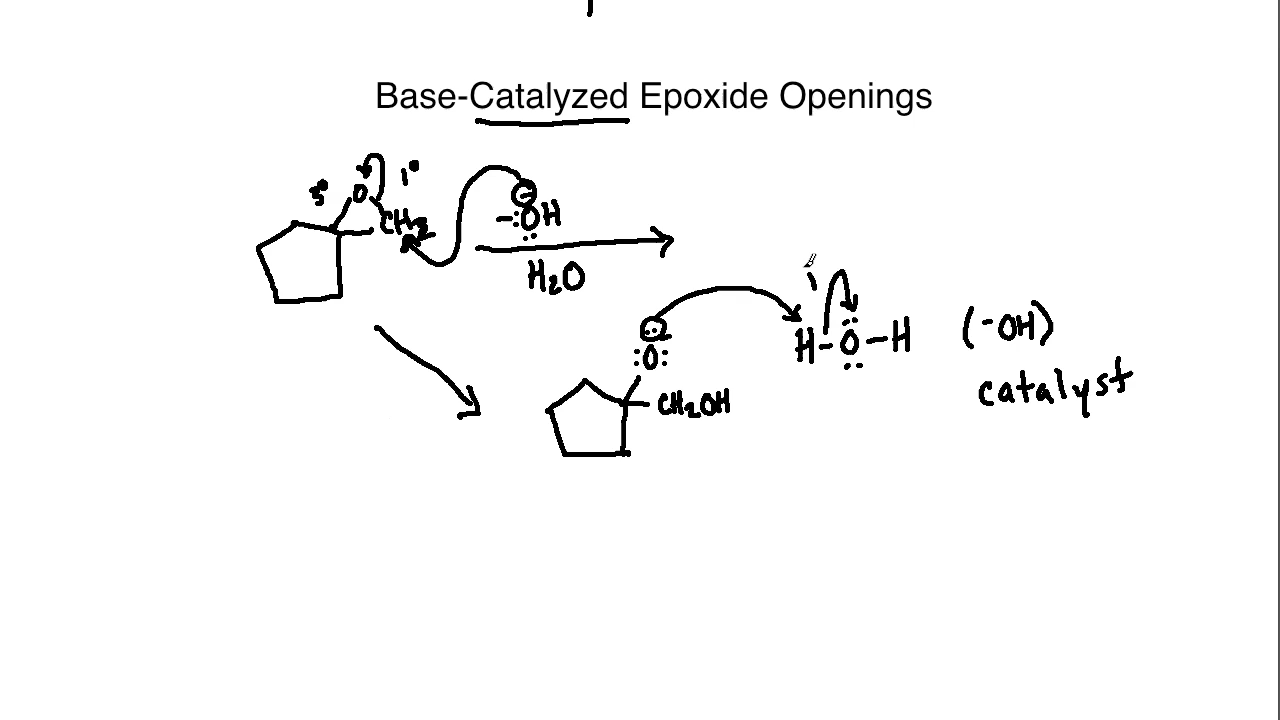 Base-Catalyzed Epoxide Openings
3° O 1°
CH2
-:OH
H2O
H-O-H (-OH)
:O:
catalyst
CH2OH